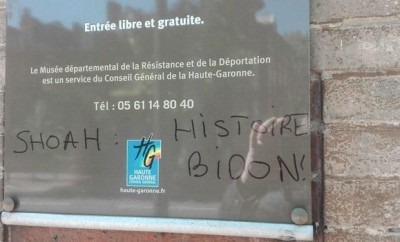 Entrée libre et gratuite.
Le Musée départemental de la Résistance et de la Déportation
est un service du Conseil Général de la Haute-Garonne.
Tél : 05 61 14 80 40
SHOAH : HISTOIRE
BIDON!
HG
HAUTE
GARONNE
CONSEIL GÉNÉRAL
haute-garonne.fr